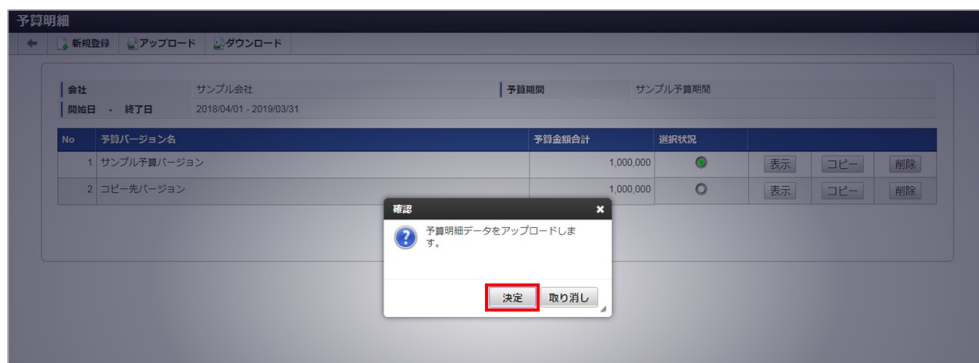 予算明細
新規登録 アップロード ダウンロード
会社 サンプル会社 予算期間 サンプル予算期間
開始日 - 終了日 2018/04/01 - 2019/03/31
No 予算バージョン名 予算金額合計 選択状況
1 サンプル予算バージョン 1,000,000 表示 コピー 削除
2 コピー先バージョン 1,000,000 表示 コピー 削除
確認
予算明細データをアップロードしま
す。
決定 取り消し